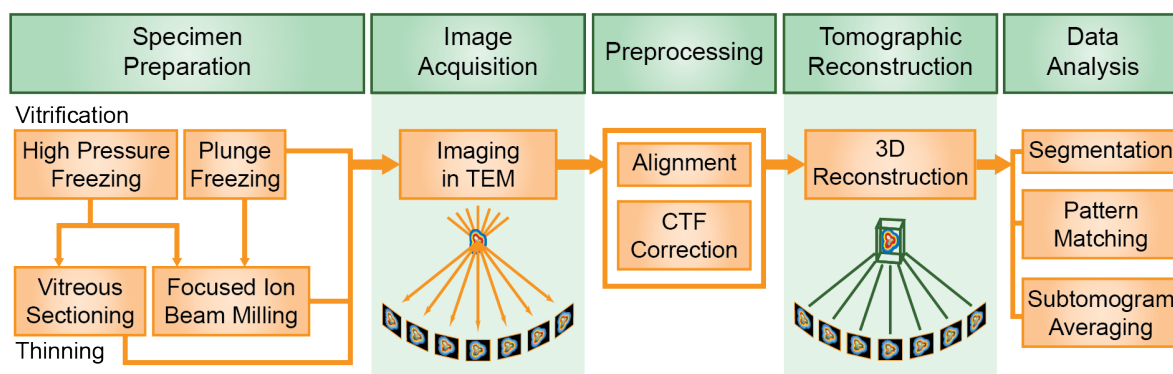 Specimen
Preparation
Image
Acquisition
Preprocessing
Tomographic
Reconstruction
Data
Analysis
Vitrification
High Pressure
Freezing
Plunge
Freezing
Vitreous
Sectioning
Focused Ion
Beam Milling
Thinning
Imaging
in TEM
Alignment
CTF
Correction
3D
Reconstruction
Segmentation
Pattern
Matching
Subtomogram
Averaging